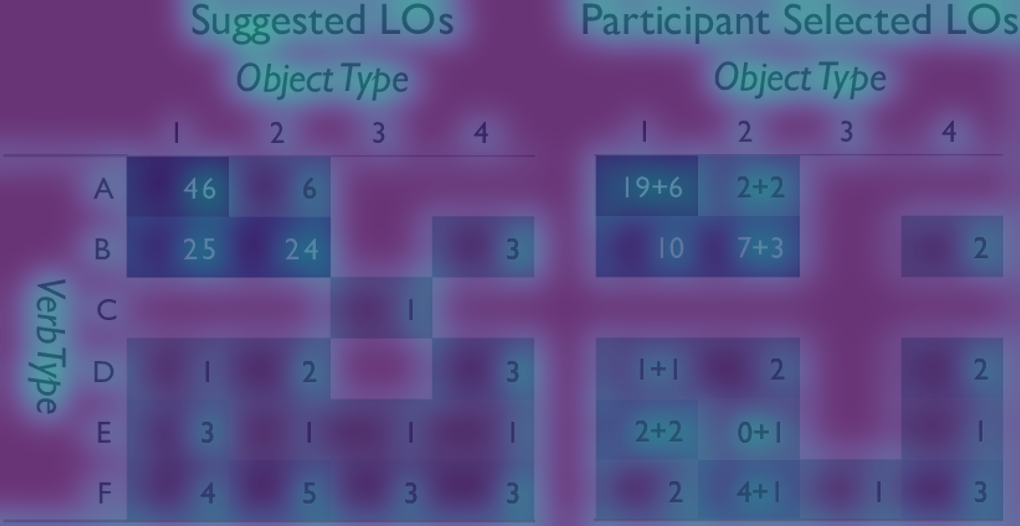 Suggested LOs Participant Selected LOs
Object Type Object Type
1 2 3 4 1 2 3 4
A 46 6 19+6 2+2
B 25 24 3 10 7+3 2
C 1
D 1 2 3 1+1 2 2
E 3 1 1 1 2+2 0+1 1
F 4 5 3 3 2 4+1 1 3
Verb Type